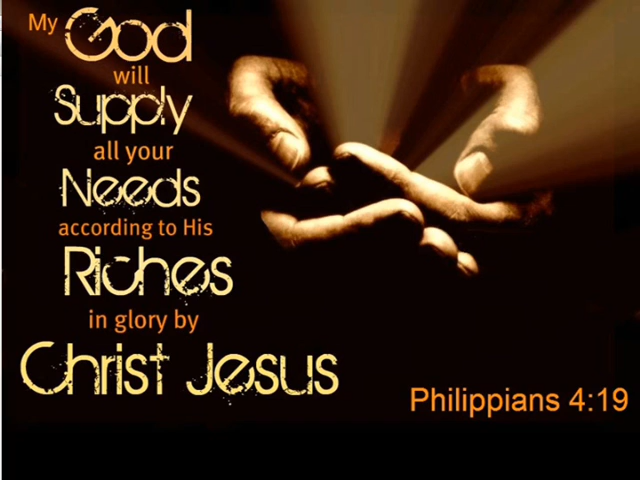 My God
will
Supply
all your
Needs
according to His
Riches
in glory by
Christ Jesus
Philippians 4:19